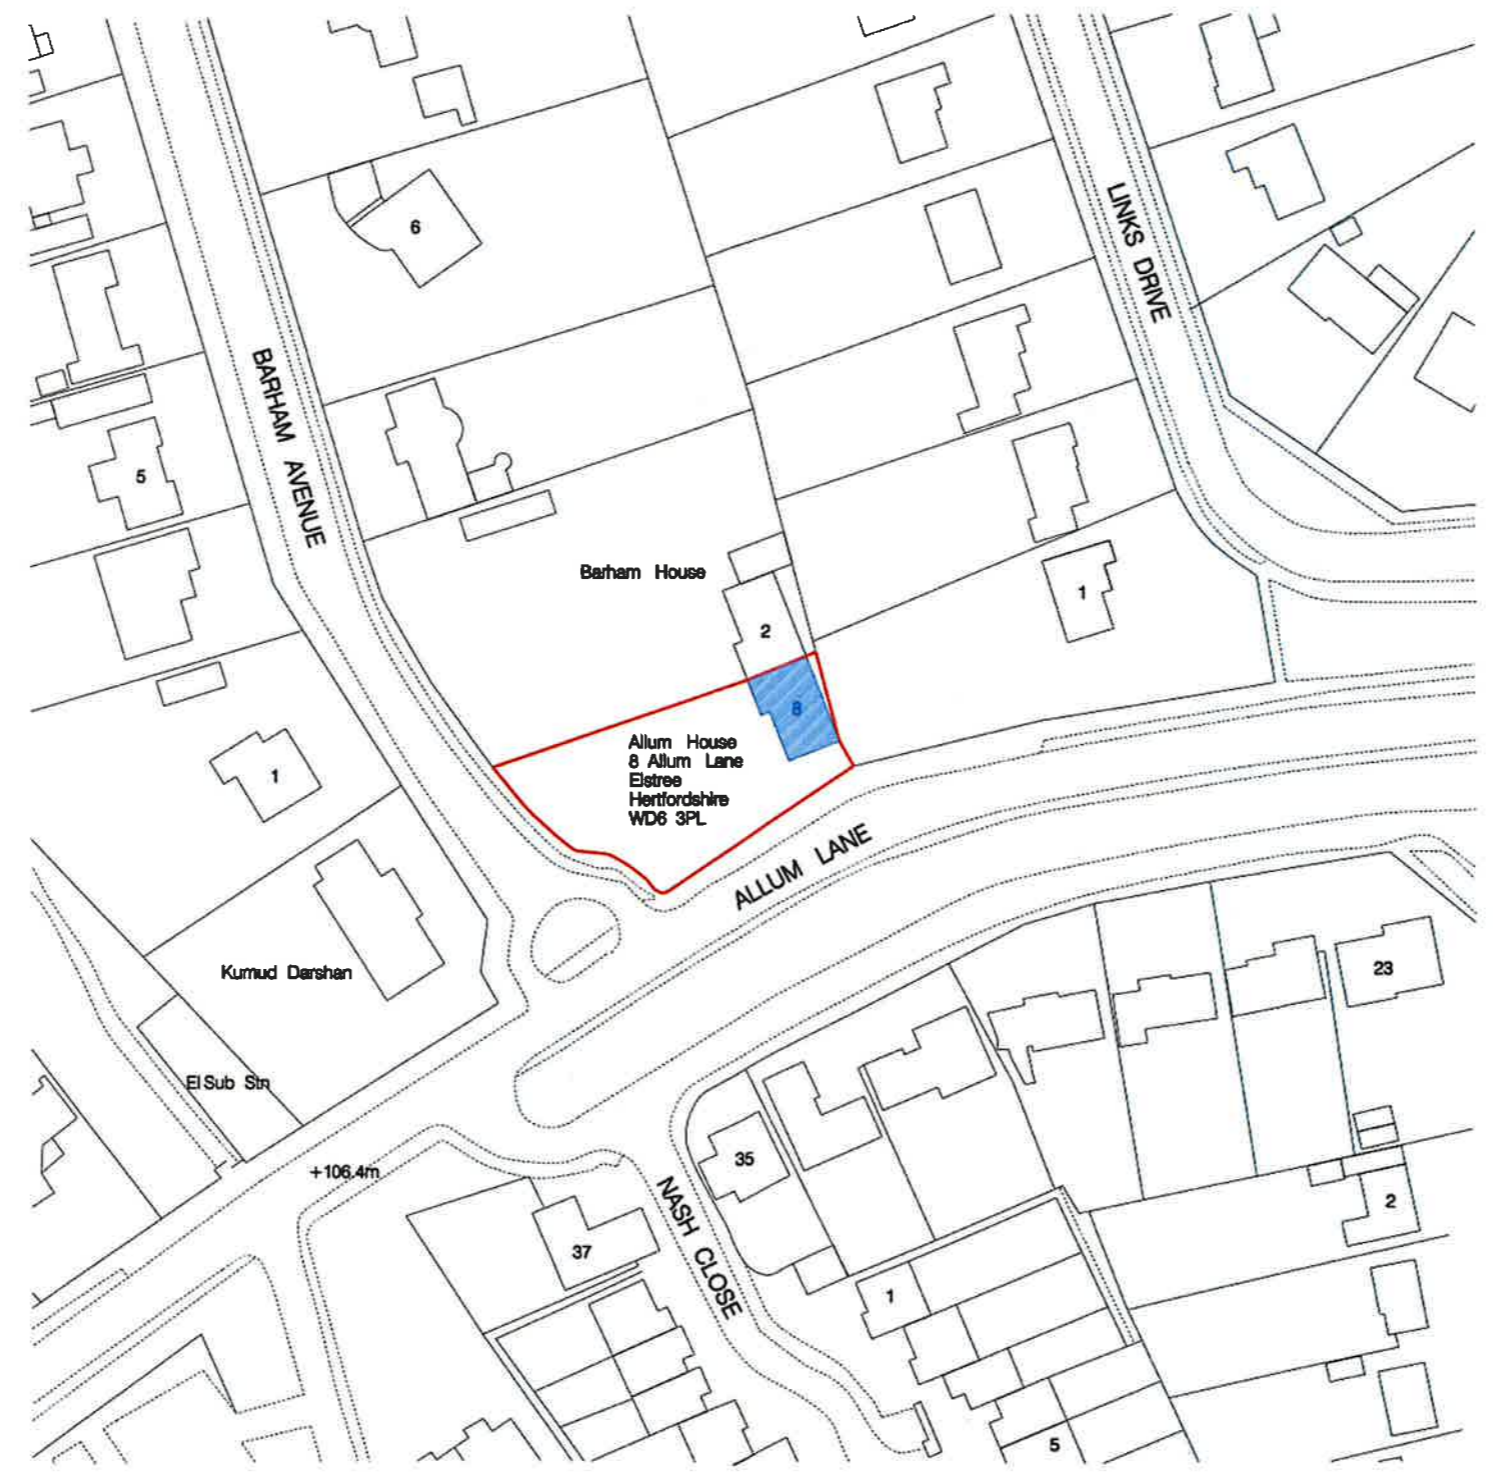 6
LINKS DRIVE
BARHAM AVENUE
5
Barham House
1
2
8
Allum House
8 Allum Lane
Elstree
Hertfordshire
WD6 3PL
1
ALLUM LANE
Kumud Darshan
23
El Sub Stn
35
+106.4m
NASH CLOSE
2
37
1
5